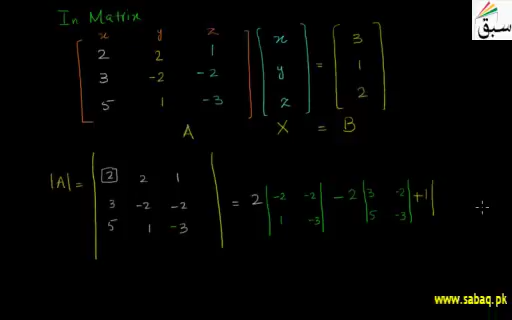 In Matrix
سبق
x y z
2 2 1 x 3
3 -2 -2 y = 1
5 1 -3 z 2
A X = B
|A| = 2 2 1 = 2 | -2 -2 | - 2 | 3 -2 | + 1 |
3 -2 -2 1 -3 5 -3
5 1 -3
www.sabaq.pk